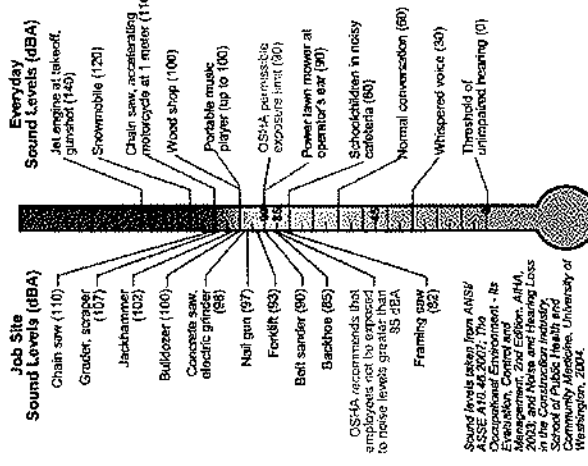 Job Site
Sound Levels (dBA)
Chain saw (110)
Grader, scraper
(107)
Jackhammer
(102)
Bulldozer (100)
Concrete saw,
electric grinder
(98)
Nail gun (97)
Forklift (93)
Belt sander (90)
Backhoe (85)
OSHA recommends that
employees not be exposed
to noise levels greater than
85 dBA
Framing saw (82)
Everyday
Sound Levels (dBA)
Jet engine at takeoff,
gunshot (140)
Snowmobile (120)
Chain saw, accelerating
motorcycle at 1 meter
Wood shop (100)
Portable music
player (up to 100)
OSHA permissible
exposure limit (90)
Power lawn mower at
operator's ear (90)
Schoolchildren in noisy
cafeteria (80)
Normal conversation (60)
Whispered voice (30)
Threshold of
unimpaired hearing (0)
Sound levels taken from ANSI/
ASSE A10.46.2007; The
Occupational Environment - Its
Evaluation, Control and
Management, 2nd Edition, AIHA,
2003; and Noise and Hearing Loss
in the Construction Industry,
School of Public Health and
Community Medicine, University of
Washington, 2004.